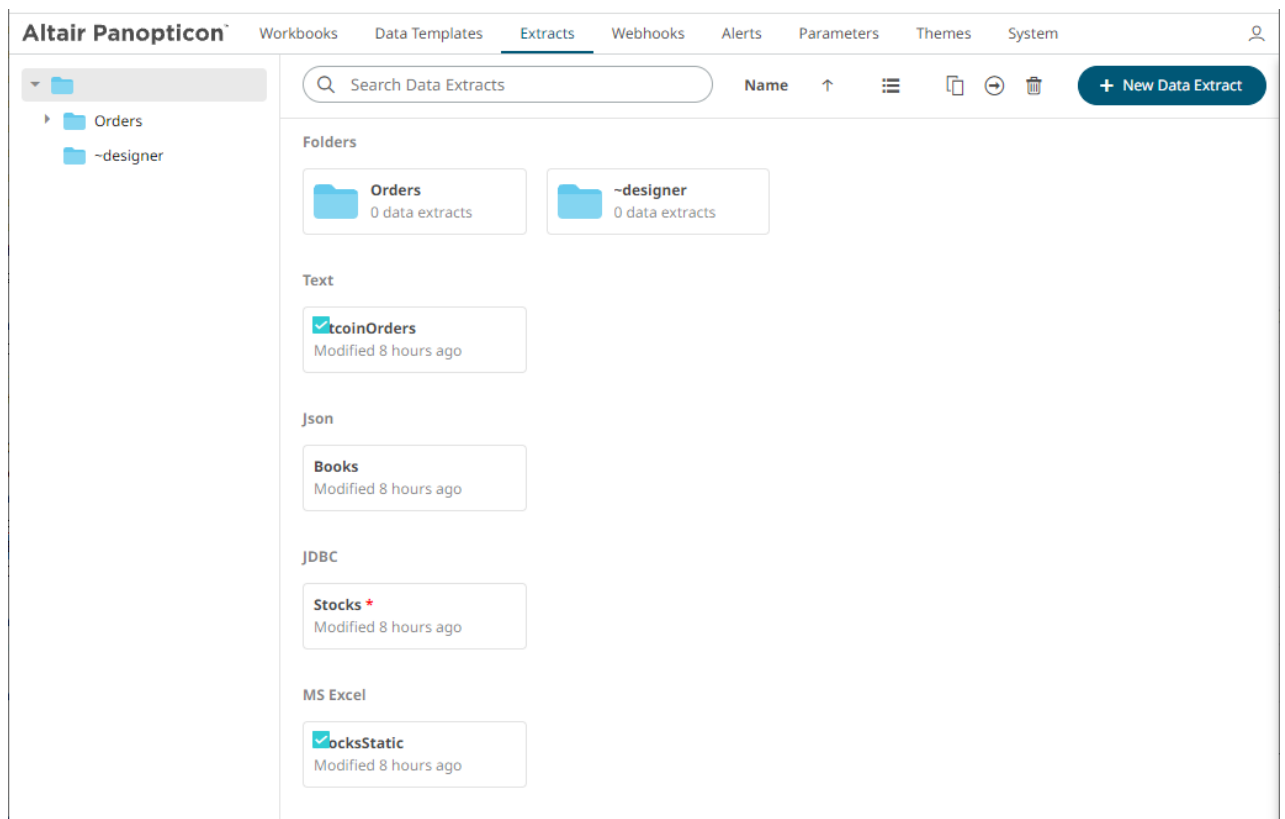 Altair Panopticon™ Workbooks Data Templates Extracts Webhooks Alerts Parameters Themes System
Search Data Extracts Name + New Data Extract
Orders
~designer
Folders
Orders ~designer
0 data extracts 0 data extracts
Text
tcoinOrders
Modified 8 hours ago
Json
Books
Modified 8 hours ago
JDBC
Stocks *
Modified 8 hours ago
MS Excel
ocksStatic
Modified 8 hours ago